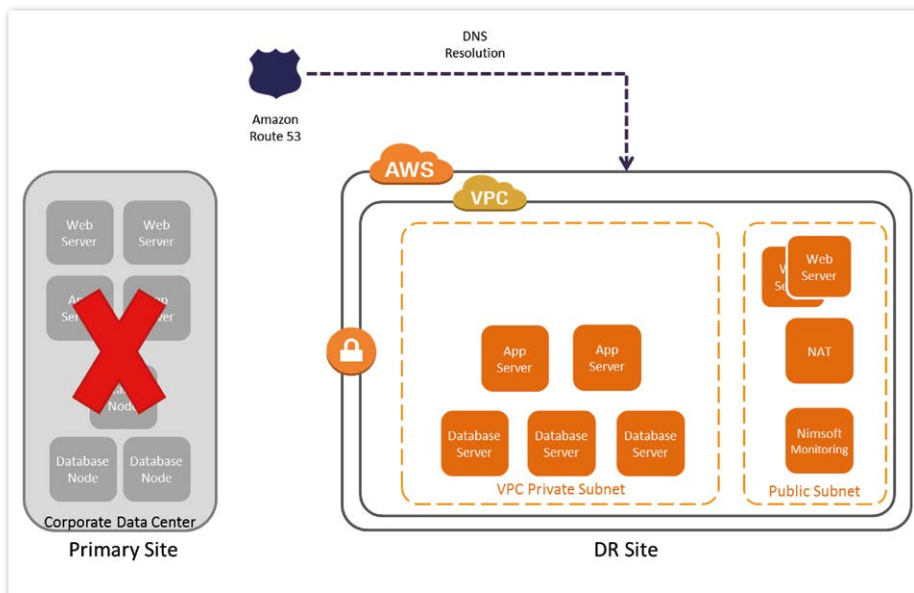 DNS
Resolution
Amazon
Route 53
AWS
VPC
Web
Server
Web
Server
Server
Node
Database
Node
Database
Node
Corporate Data Center
Primary Site
App
Server
App
Server
Database
Server
Database
Server
Database
Server
VPC Private Subnet
Web
Server
NAT
Nimsoft
Monitoring
Public Subnet
DR Site